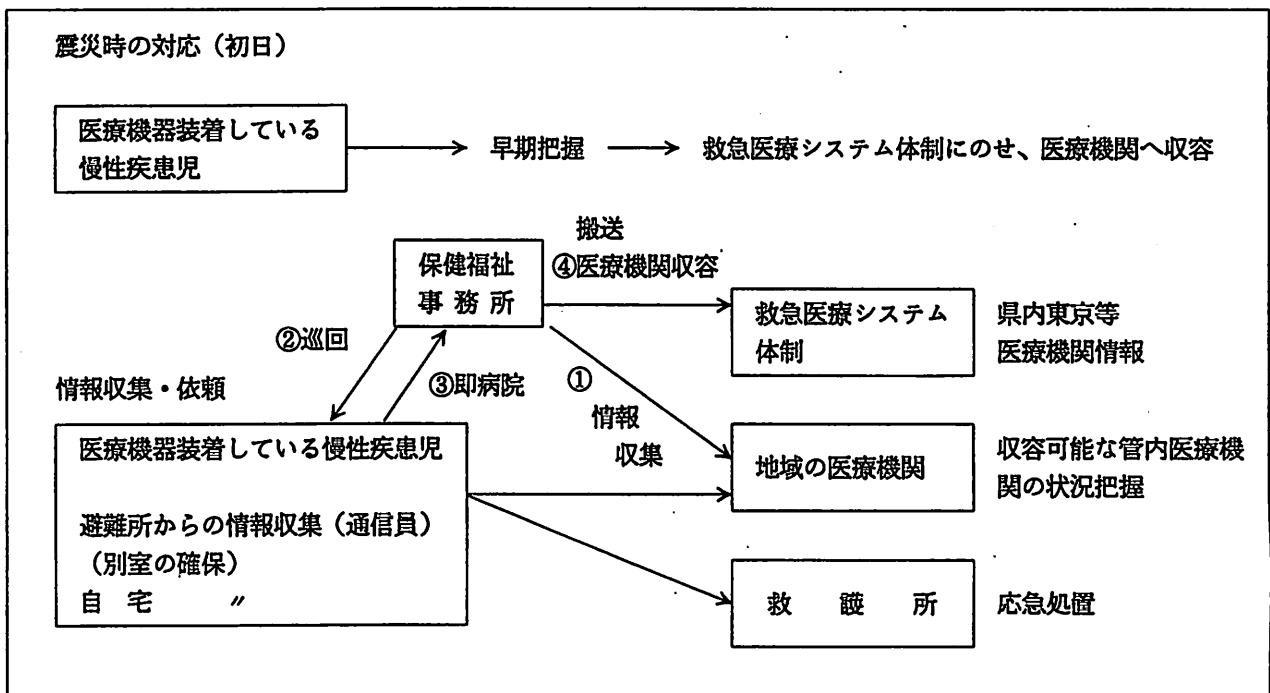 震災時の対応（初日）
医療機器装着している
慢性疾患児
早期把握
救急医療システム体制にのせ、医療機関へ収容
搬送
④医療機関収容
保健福祉
事務所
救急医療システム
体制
県内東京等
医療機関情報
②巡回
③即病院
①
情報
収集
情報収集・依頼
医療機器装着している慢性疾患児
避難所からの情報収集（通信員）
（別室の確保）
自　宅　　　〃
地域の医療機関
収容可能な管内医療機
関の状況把握
救　護　所
応急処置